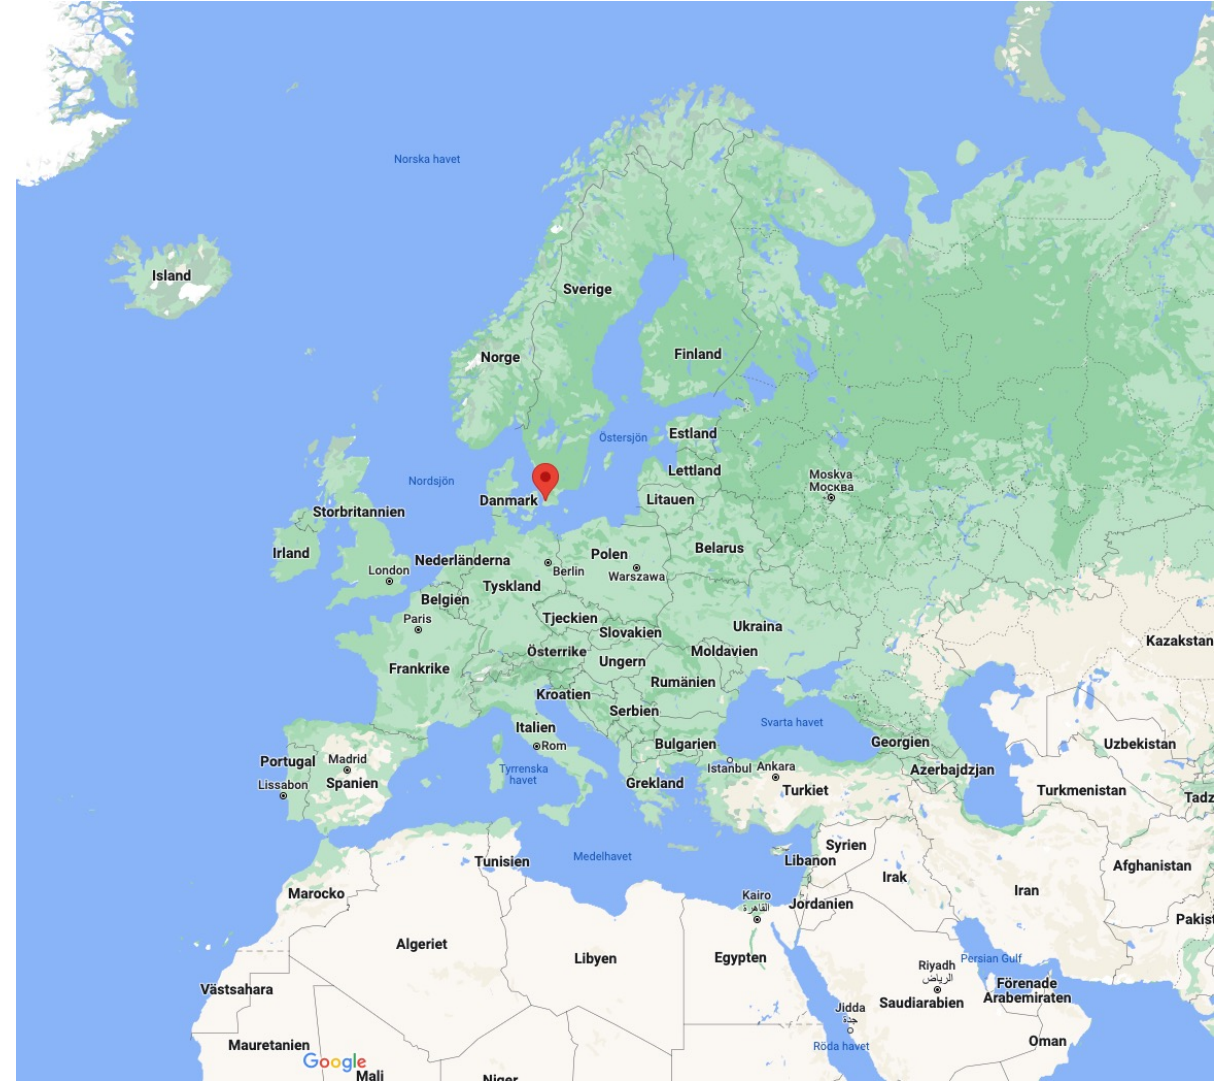 Norska havet
Island
Sverige
Norge
Finland
Östersjön
Estland
Nordsjön
Lettland
Moskva
Москва
Danmark
Litauen
Storbritannien
Irland
Nederländerna
Polen
Belarus
London
Berlin
Warszawa
Tyskland
Belgien
Paris
Tjeckien
Slovakien
Ukraina
Kazakstan
Österrike
Ungern
Moldavien
Frankrike
Rumänien
Kroatien
Serbien
Svarta havet
Italien
Rom
Bulgarien
Georgien
Uzbekistan
Portugal
Madrid
Tyrrenska
havet
Istanbul
Ankara
Azerbajdzjan
Lissabon
Spanien
Grekland
Turkiet
Turkmenistan
Tadz
Syrien
Tunisien
Medelhavet
Libanon
Afghanistan
Marocko
Irak
Iran
Kairo
القاهرة
Jordanien
Pakist
Algeriet
Libyen
Egypten
Persian Gulf
Riyadh
الرياض
Västsahara
Förenade
Arabemiraten
Saudiarabien
Jidda
جدة
Mauretanien
Röda havet
Oman
Google
Mali
Niger